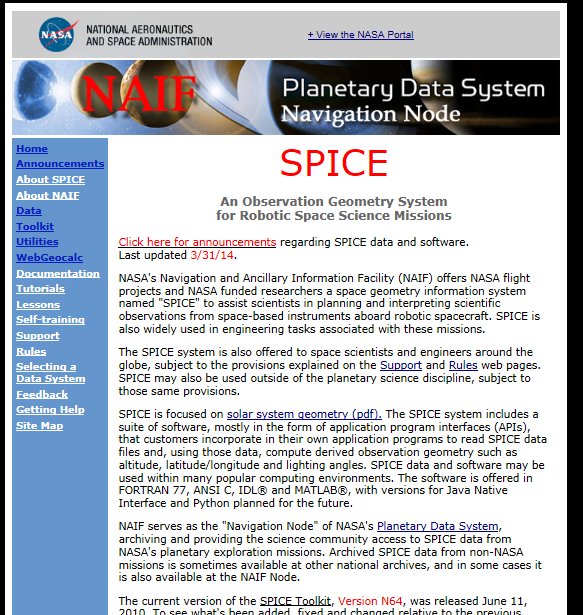 NASA
NATIONAL AERONAUTICS
AND SPACE ADMINISTRATION
+ View the NASA Portal
NAIF
Planetary Data System
Navigation Node
Home
Announcements
About SPICE
About NAIF
Data
Toolkit
Utilities
WebGeocalc
Documentation
Tutorials
Lessons
Self-training
Support
Rules
Selecting a
Data System
Feedback
Getting Help
Site Map
SPICE
An Observation Geometry System
for Robotic Space Science Missions
Click here for announcements regarding SPICE data and software.
Last updated 3/31/14.
NASA's Navigation and Ancillary Information Facility (NAIF) offers NASA flight
projects and NASA funded researchers a space geometry information system
named "SPICE" to assist scientists in planning and interpreting scientific
observations from space-based instruments aboard robotic spacecraft. SPICE is
also widely used in engineering tasks associated with these missions.
The SPICE system is also offered to space scientists and engineers around the
globe, subject to the provisions explained on the Support and Rules web pages.
SPICE may also be used outside of the planetary science discipline, subject to
those same provisions.
SPICE is focused on solar system geometry (pdf). The SPICE system includes a
suite of software, mostly in the form of application program interfaces (APIs),
that customers incorporate in their own application programs to read SPICE data
files and, using those data, compute derived observation geometry such as
altitude, latitude/longitude and lighting angles. SPICE data and software may be
used within many popular computing environments. The software is offered in
FORTRAN 77, ANSI C, IDL® and MATLAB®, with versions for Java Native
Interface and Python planned for the future.
NAIF serves as the "Navigation Node" of NASA's Planetary Data System,
archiving and providing the science community access to SPICE data from
NASA's planetary exploration missions. Archived SPICE data from non-NASA
missions is sometimes available at other national archives, and in some cases it
is also available at the NAIF Node.
The current version of the SPICE Toolkit, Version N64, was released June 11,
2010. To see what's been added, fixed and changed relative to the previous